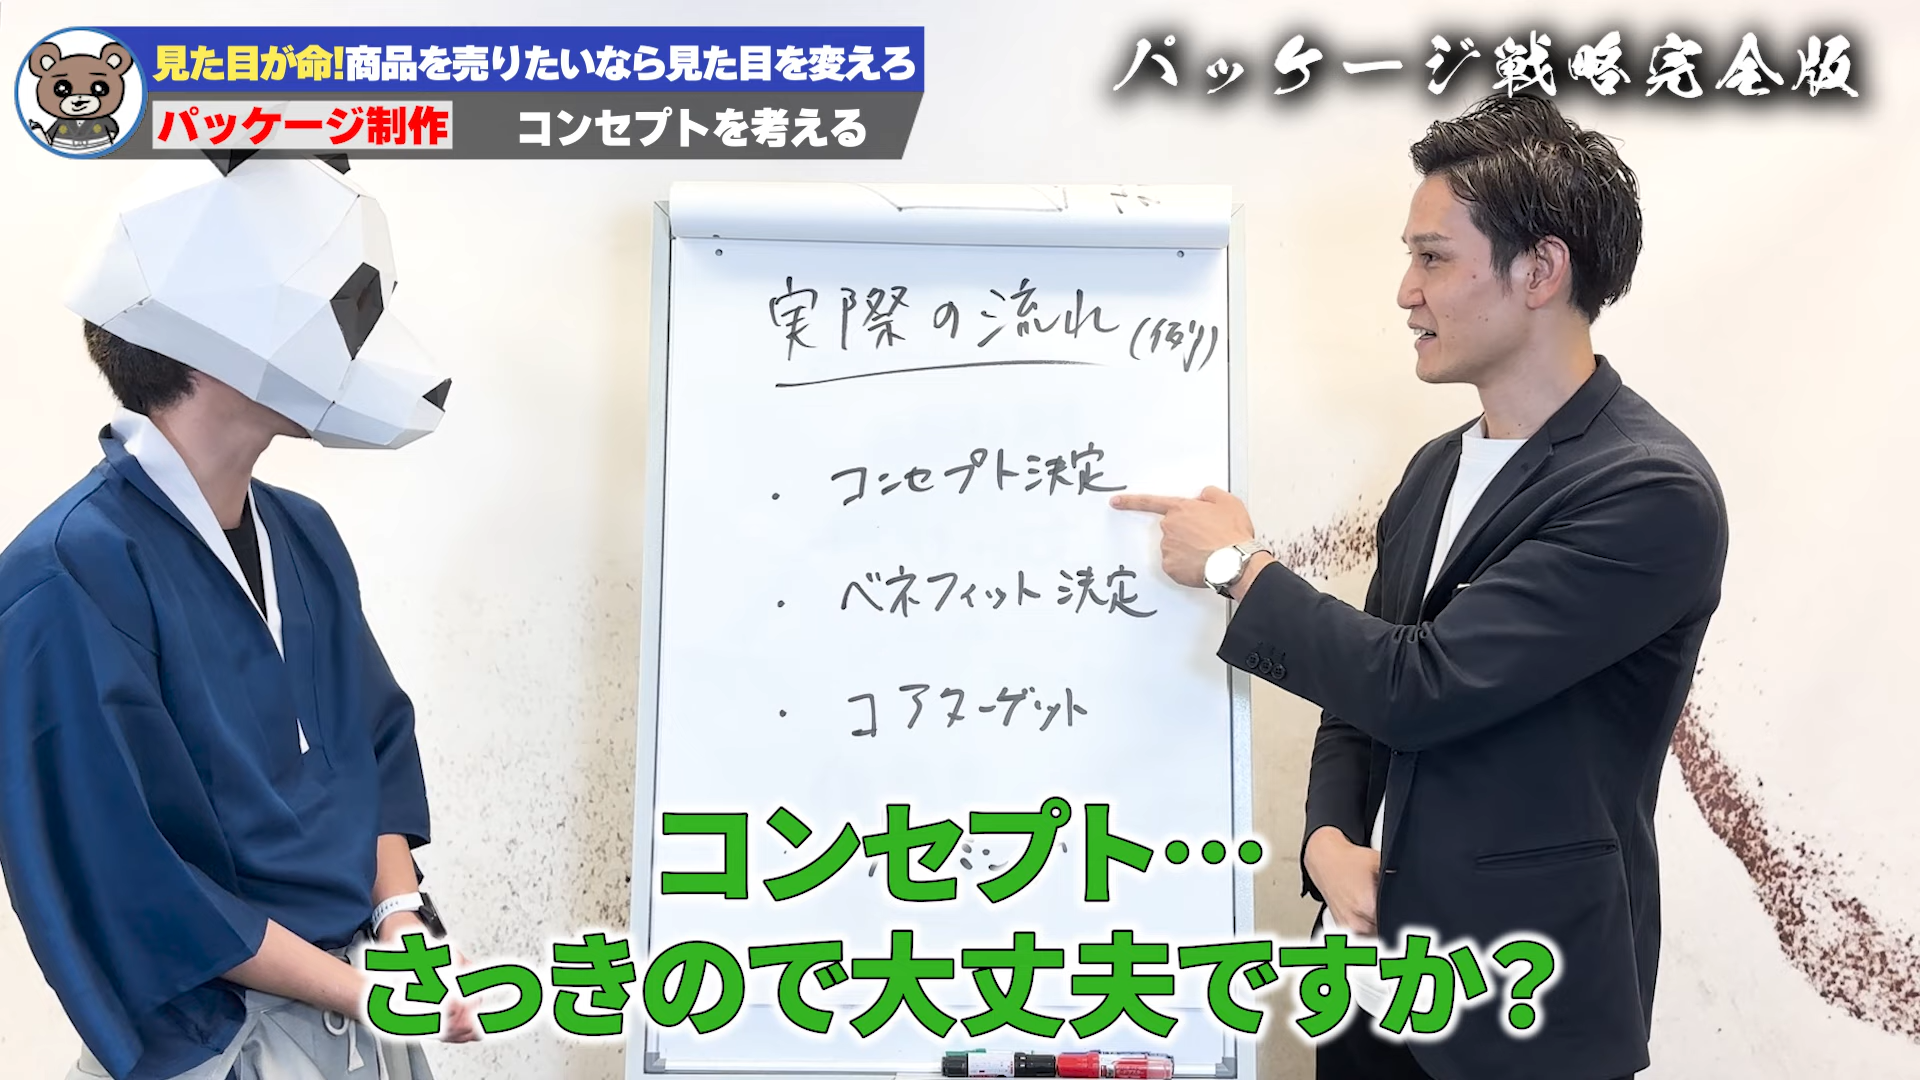 見た目が命!商品を売りたいなら見た目を変えろ
パッケージ制作 コンセプトを考える
パッケージ戦略完全版
実際の流れ(例)
・コンセプト決定
・ベネフィット決定
・コアターゲット
コンセプト…
さっきので大丈夫ですか?